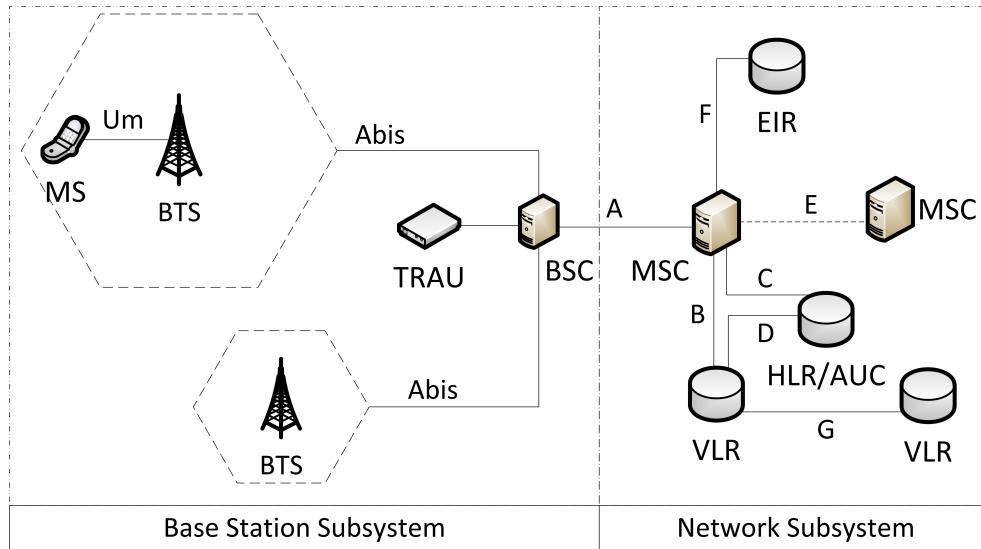 Um
MS
BTS
Abis
TRAU
BSC
Abis
BTS
A
F
EIR
E
MSC
MSC
C
B
D
HLR/AUC
VLR
G
VLR
Base Station Subsystem
Network Subsystem